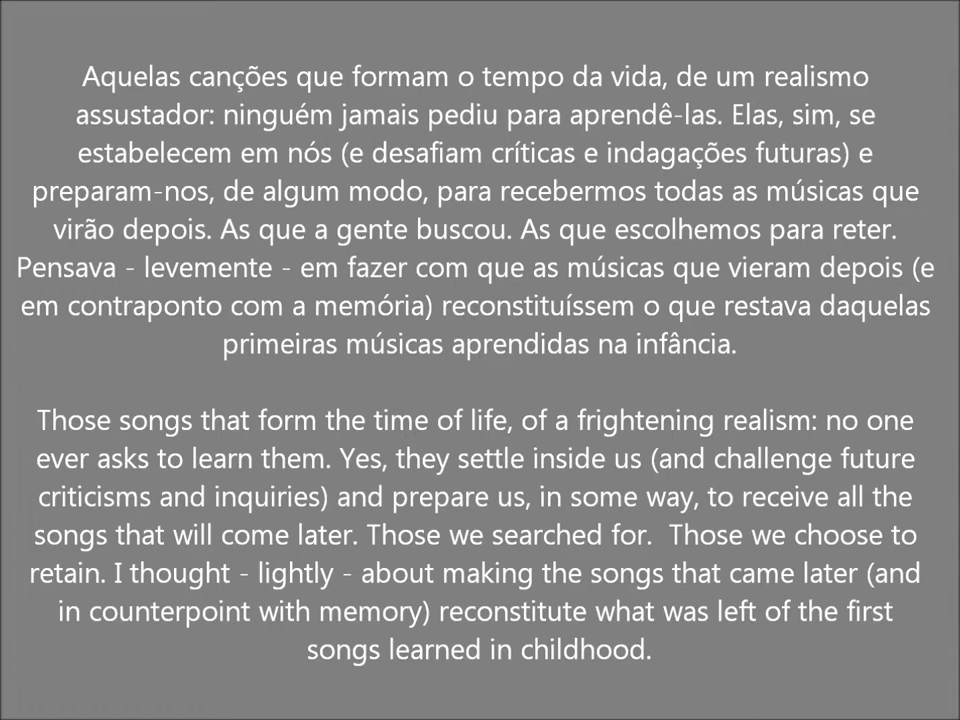 Aquelas canções que formam o tempo da vida, de um realismo
assustador: ninguém jamais pediu para aprendê-las. Elas, sim, se
estabelecem em nós (e desafiam críticas e indagações futuras) e
preparam-nos, de algum modo, para recebermos todas as músicas que
virão depois. As que a gente buscou. As que escolhemos para reter.
Pensava - levemente - em fazer com que as músicas que vieram depois (e
em contraponto com a memória) reconstituíssem o que restava daquelas
primeiras músicas aprendidas na infância.
Those songs that form the time of life, of a frightening realism: no one
ever asks to learn them. Yes, they settle inside us (and challenge future
criticisms and inquiries) and prepare us, in some way, to receive all the
songs that will come later. Those we searched for.  Those we choose to
retain. I thought - lightly - about making the songs that came later (and
in counterpoint with memory) reconstitute what was left of the first
songs learned in childhood.